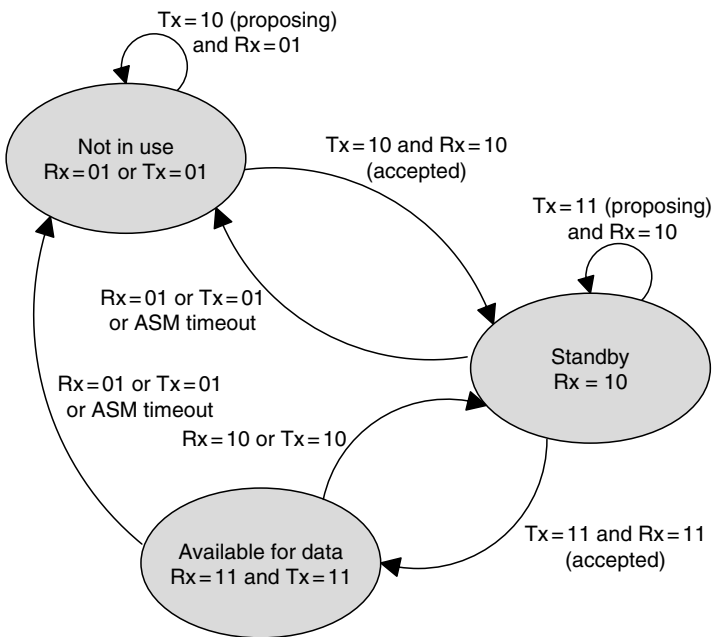 Tx=10 (proposing)
and Rx=01
Not in use
Rx=01 or Tx=01
Tx=10 and Rx=10
(accepted)
Tx=11 (proposing)
and Rx=10
Rx=01 or Tx=01
or ASM timeout
Standby
Rx = 10
Rx=01 or Tx=01
or ASM timeout
Rx=10 or Tx=10
Tx=11 and Rx=11
(accepted)
Available for data
Rx=11 and Tx=11